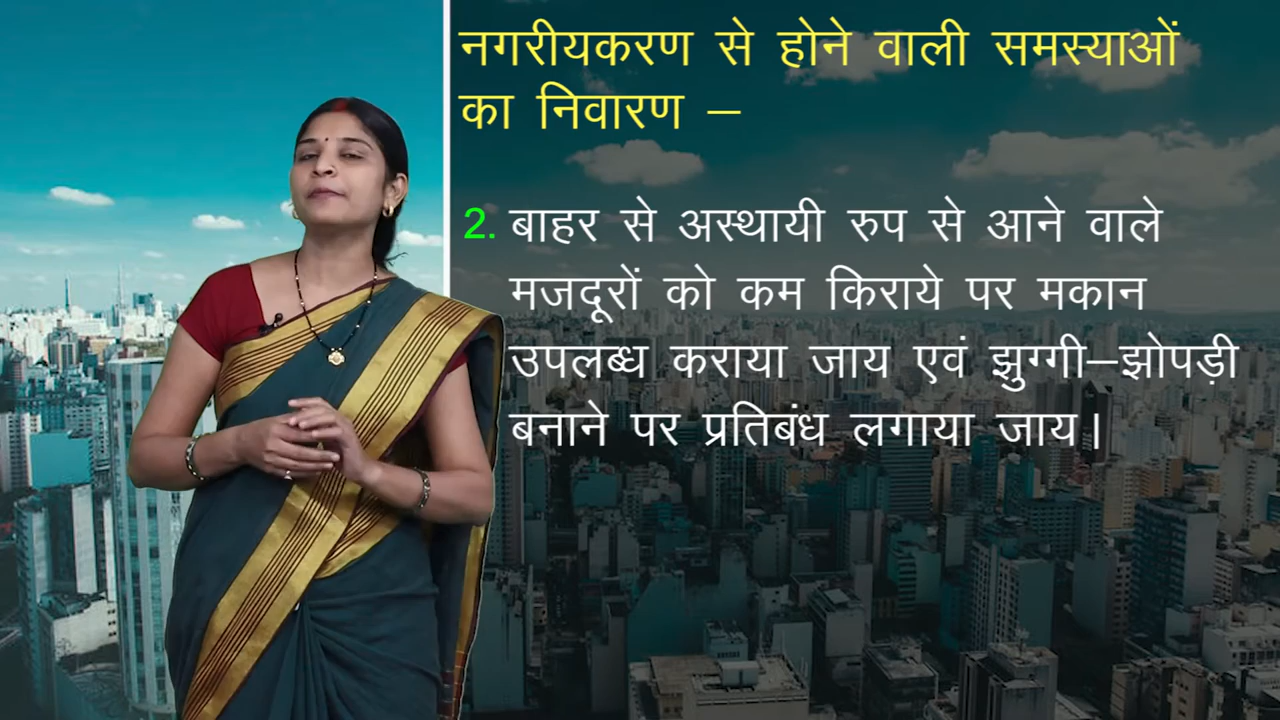 नगरीयकरण से होने वाली समस्याओं
का निवारण –
2. बाहर से अस्थायी रुप से आने वाले
मजदूरों को कम किराये पर मकान
उपलब्ध कराया जाय एवं झुग्गी–झोपड़ी
बनाने पर प्रतिबंध लगाया जाय।